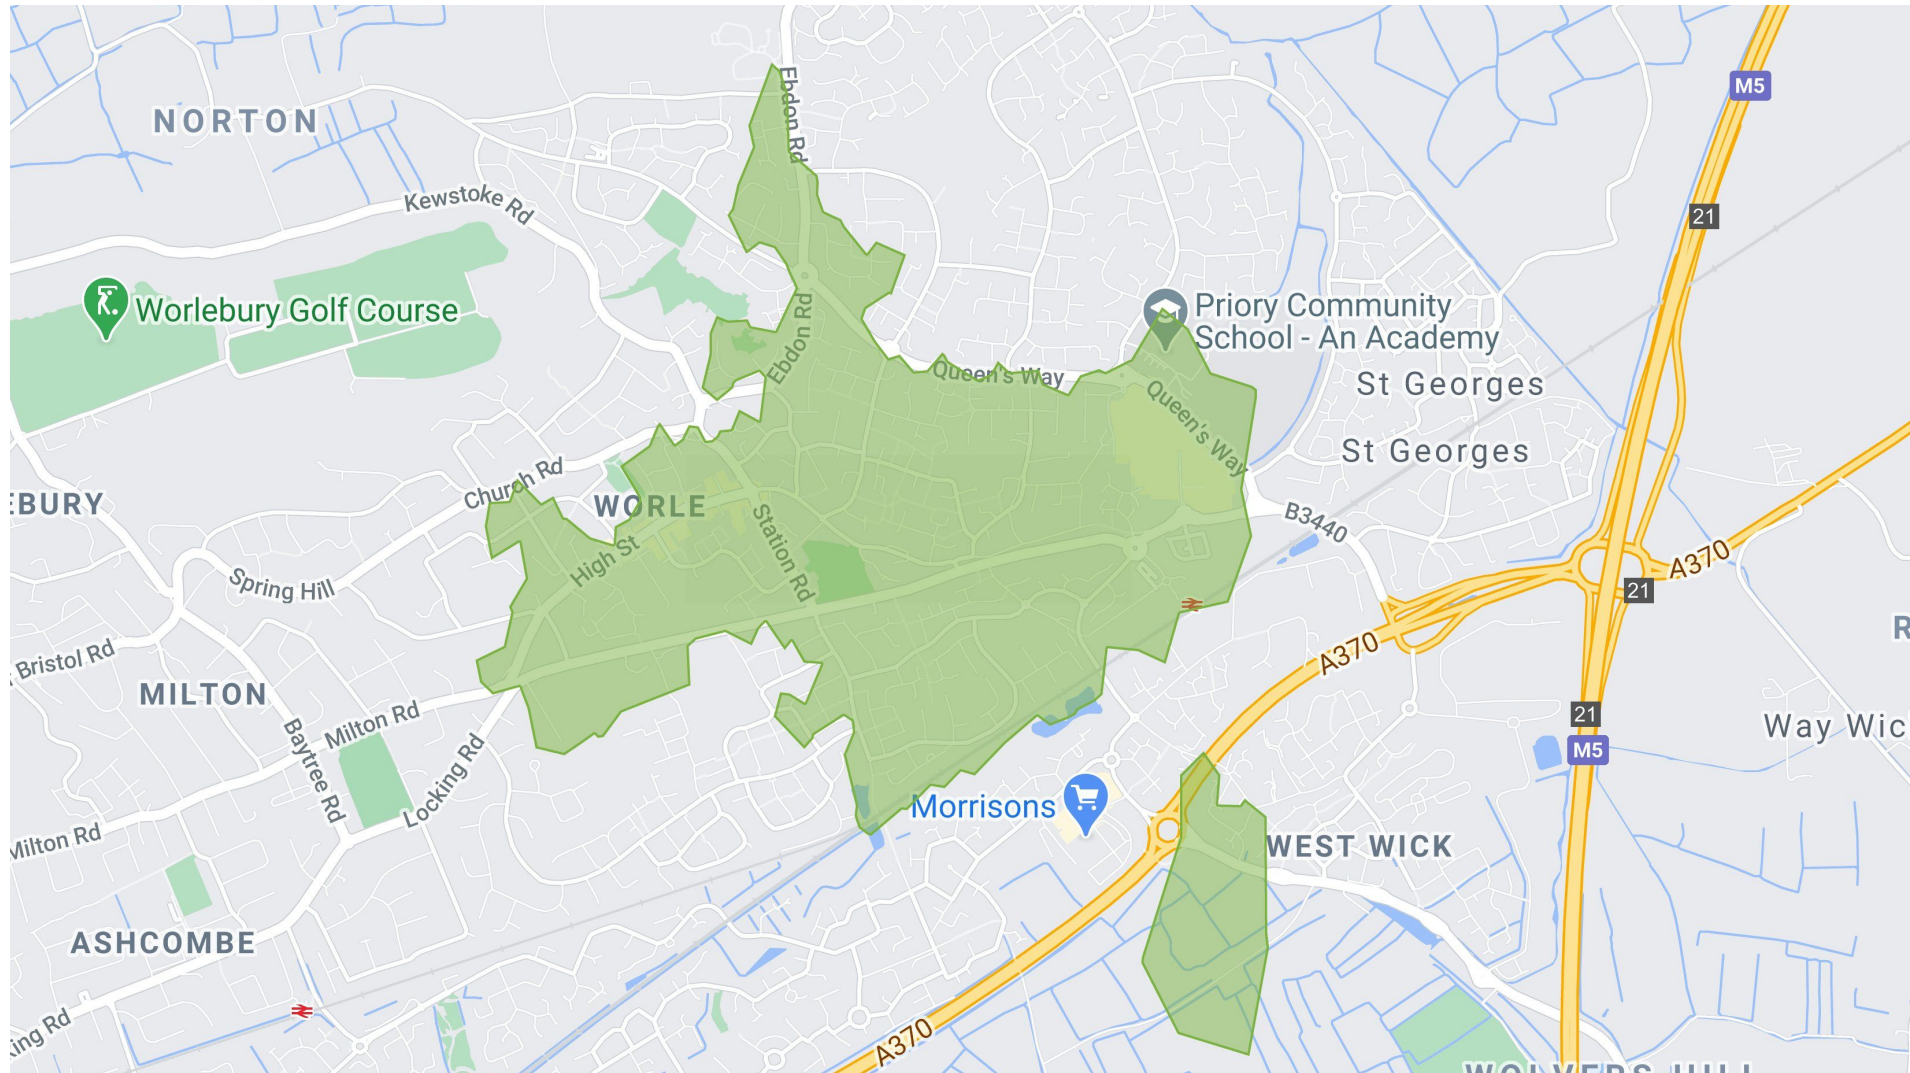 M5
Ebdon Rd
NORTON
Kewstoke Rd
21
Worlebury Golf Course
Ebdon Rd
Priory Community
School - An Academy
Queen's Way
St Georges
Queen's Way
St Georges
Church Rd
EBURY
WORLE
Station Rd
B3440
High St
A370
Spring Hill
21
A370
Bristol Rd
MILTON
Milton Rd
21
Way Wic
M5
Baytree Rd
Locking Rd
Morrisons
Milton Rd
WEST WICK
ASHCOMBE
king Rd
A370
WOLVERS HILL